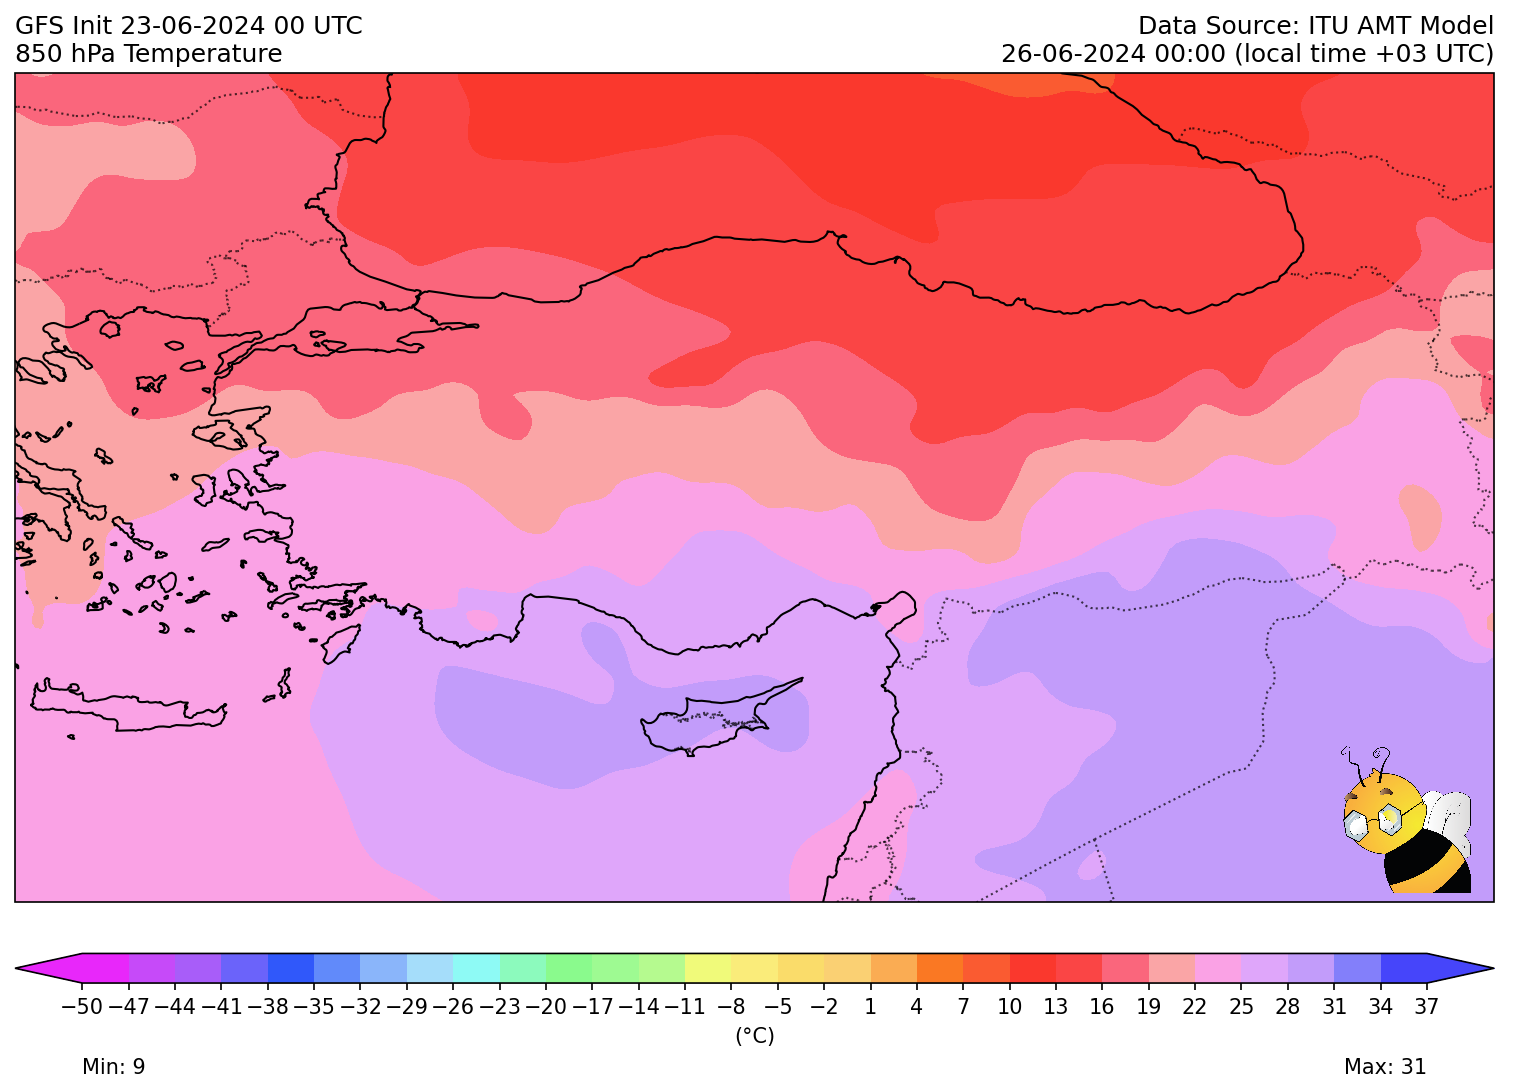 GFS Init 23-06-2024 00 UTC
850 hPa Temperature
Data Source: ITU AMT Model
26-06-2024 00:00 (local time +03 UTC)
−50 −47 −44 −41 −38 −35 −32 −29 −26 −23 −20 −17 −14 −11 −8 −5 −2 1 4 7 10 13 16 19 22 25 28 31 34 37
(°C)
Min: 9
Max: 31